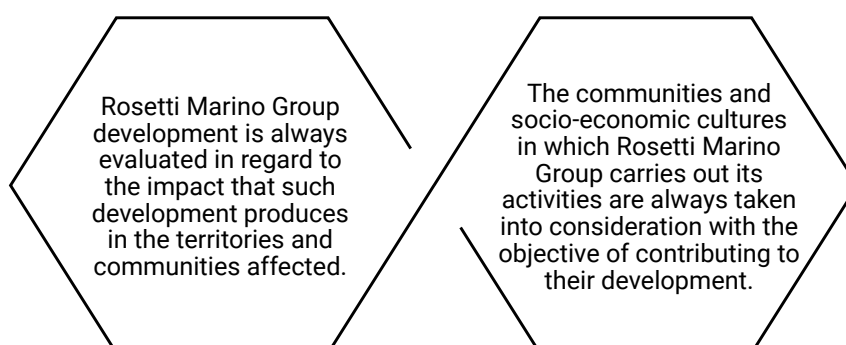 Rosetti Marino Group
development is always
evaluated in regard to
the impact that such
development produces
in the territories and
communities affected.
The communities and
socio-economic cultures
in which Rosetti Marino
Group carries out its
activities are always taken
into consideration with the
objective of contributing to
their development.